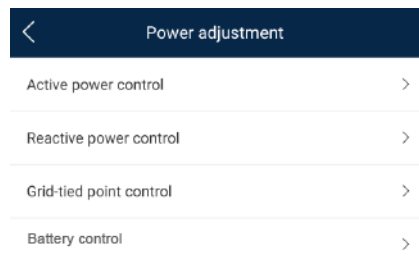 Power adjustment
Active power control
Reactive power control
Grid-tied point control
Battery control